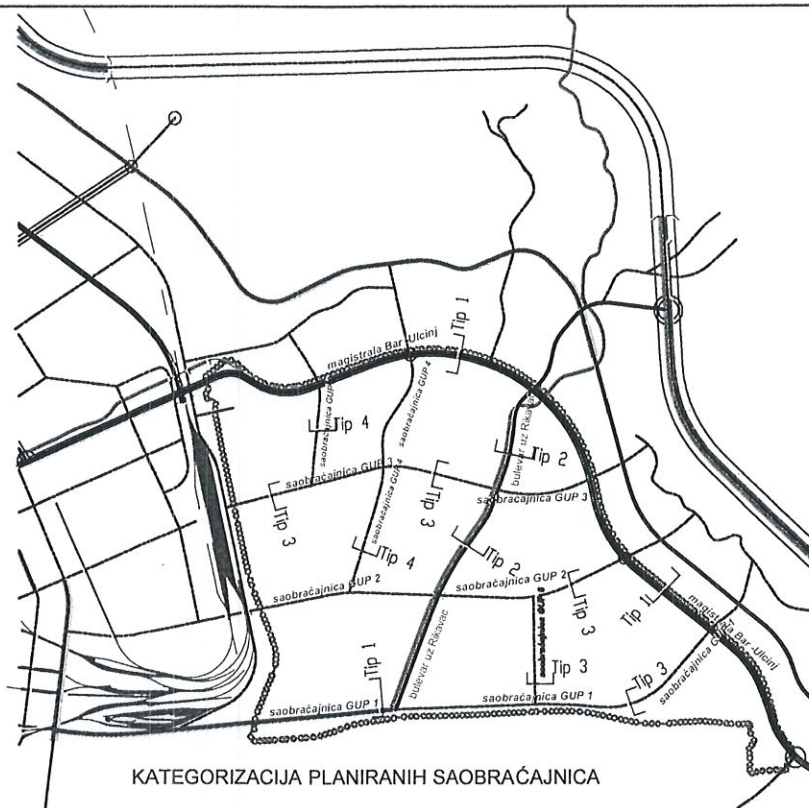 Tip 1
magistrala Bar -Ulcinj
saobraćajnica GUP
saobraćajnica GUP 4
Tip 4
bulevar uz Rikavac
Tip 2
saobraćajnica GUP 3
saobraćajnica GUP 4
Tip 3
Tip 3
saobraćajnica GUP 3
Tip 4
Tip 2
saobraćajnica GUP 2
saobraćajnica GUP 2
Tip 3
Tip 1
magistrala Bar -Ulcinj
bulevar uz Rikavac
Tip 1
Tip 3
Tip 3
saobraćajnica
saobraćajnica GUP 1
saobraćajnica GUP 1
KATEGORIZACIJA PLANIRANIH SAOBRAĆAJNICA